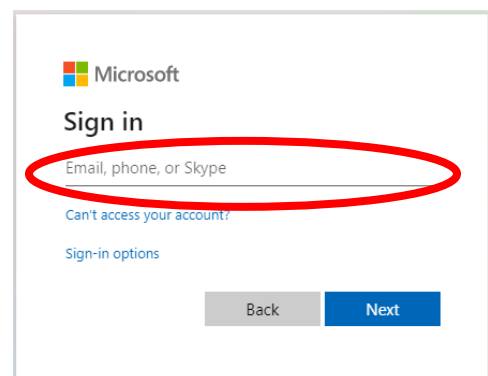 Microsoft
Sign in
Email, phone, or Skype
Can't access your account?
Sign-in options
Back Next